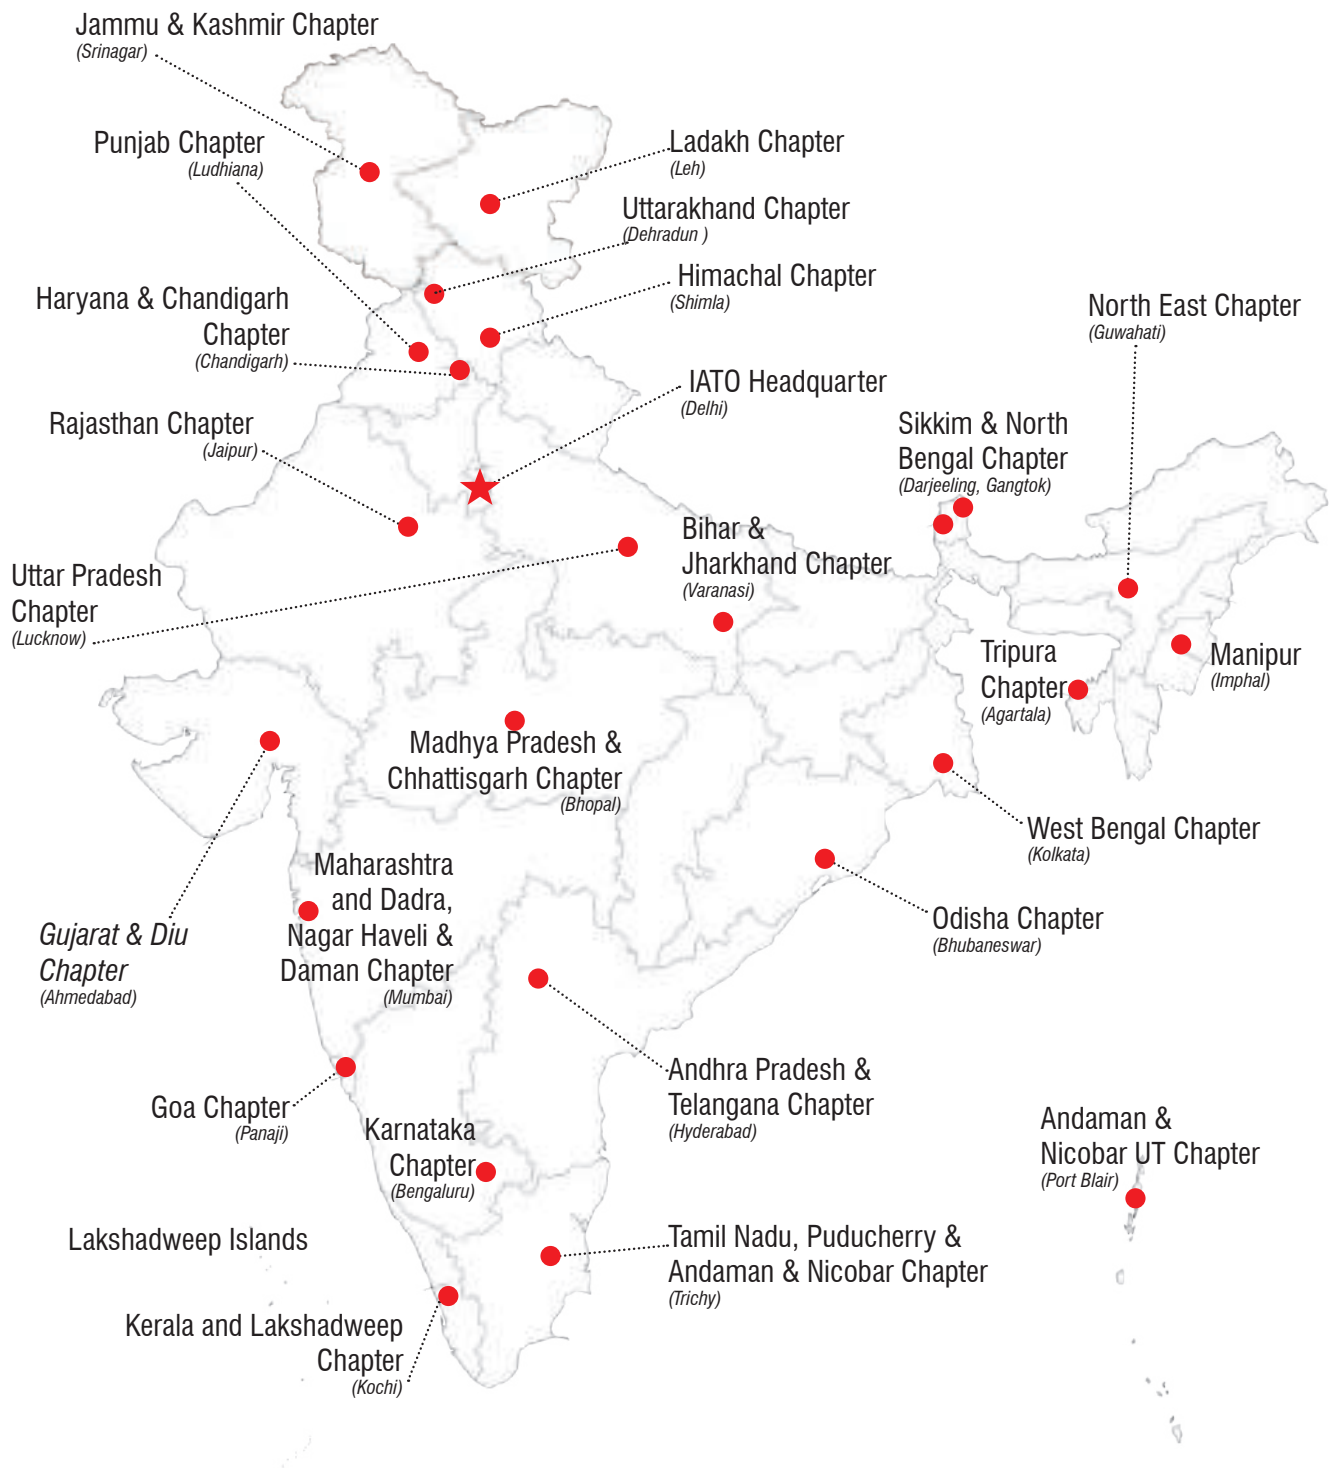 Jammu & Kashmir Chapter
(Srinagar)
Punjab Chapter
(Ludhiana)
Ladakh Chapter
(Leh)
Uttarakhand Chapter
(Dehradun )
Himachal Chapter
(Shimla)
Haryana & Chandigarh
Chapter
(Chandigarh)
North East Chapter
(Guwahati)
IATO Headquarter
(Delhi)
Rajasthan Chapter
(Jaipur)
Sikkim & North
Bengal Chapter
(Darjeeling, Gangtok)
Bihar &
Jharkhand Chapter
(Varanasi)
Uttar Pradesh
Chapter
(Lucknow)
Tripura
Chapter
(Agartala)
Manipur
(Imphal)
Madhya Pradesh &
Chhattisgarh Chapter
(Bhopal)
West Bengal Chapter
(Kolkata)
Maharashtra
and Dadra,
Nagar Haveli &
Daman Chapter
(Mumbai)
Gujarat & Diu
Chapter
(Ahmedabad)
Odisha Chapter
(Bhubaneswar)
Andhra Pradesh &
Telangana Chapter
(Hyderabad)
Goa Chapter
(Panaji)
Karnataka
Chapter
(Bengaluru)
Andaman &
Nicobar UT Chapter
(Port Blair)
Lakshadweep Islands
Tamil Nadu, Puducherry &
Andaman & Nicobar Chapter
(Trichy)
Kerala and Lakshadweep
Chapter
(Kochi)